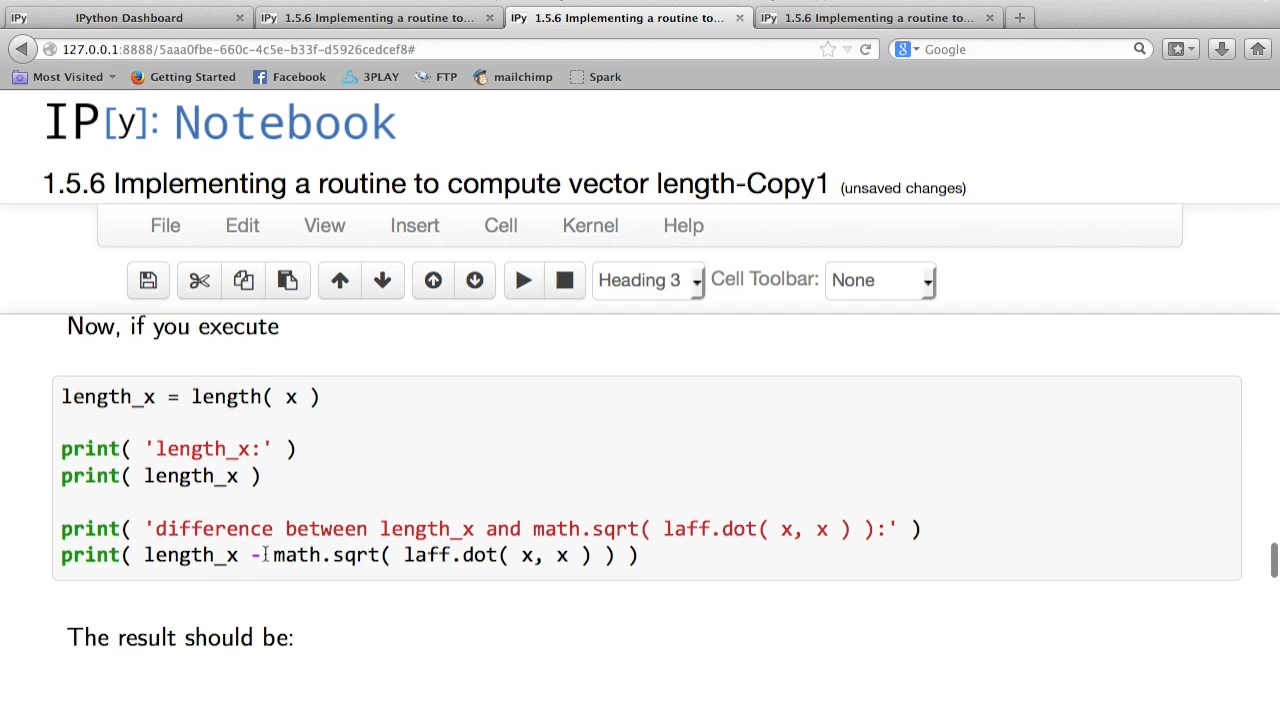 IPy IPython Dashboard × IPy 1.5.6 Implementing a routine to... × IPy 1.5.6 Implementing a routine to... × IPy 1.5.6 Implementing a routine to... × +
127.0.0.1:8888/5aaa0fbe-660c-4c5e-b33f-d5926cedcef8# 8 Google
Most Visited Getting Started f Facebook 3PLAY FTP mailchimp Spark
IP[y]: Notebook
1.5.6 Implementing a routine to compute vector length-Copy1 (unsaved changes)
File Edit View Insert Cell Kernel Help
Heading 3 Cell Toolbar: None
Now, if you execute
length_x = length( x )
print( 'length_x:' )
print( length_x )
print( 'difference between length_x and math.sqrt( laff.dot( x, x ) ):' )
print( length_x - math.sqrt( laff.dot( x, x ) ) )
The result should be: